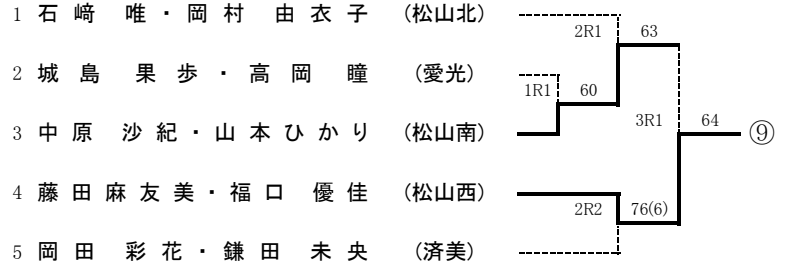 1 石﨑 唯・岡村 由衣子 (松山北)
2R1 63
2 城島 果歩・高岡 瞳 (愛光)
1R1 60
3 中原 沙紀・山本ひかり (松山南)
3R1 64 ⑨
4 藤田麻友美・福口 優佳 (松山西)
2R2 76(6)
5 岡田 彩花・鎌田 未央 (済美)